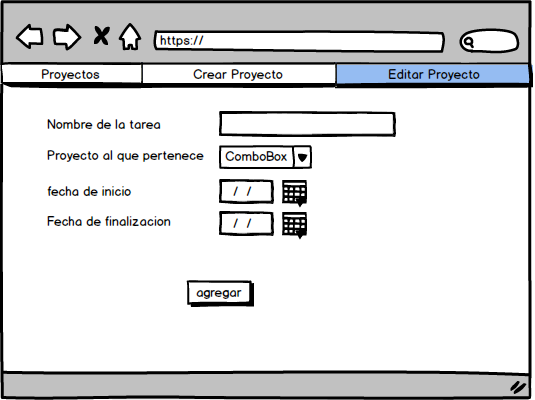 https://
Proyectos Crear Proyecto Editar Proyecto
Nombre de la tarea
Proyecto al que pertenece ComboBox
fecha de inicio / /
Fecha de finalizacion / /
agregar